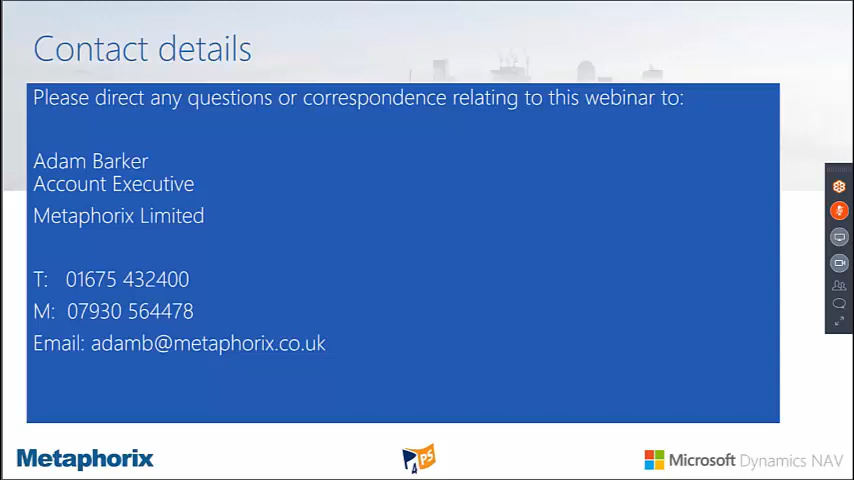 Contact details
Please direct any questions or correspondence relating to this webinar to:
Adam Barker
Account Executive
Metaphorix Limited
T: 01675 432400
M: 07930 564478
Email: adamb@metaphorix.co.uk
Metaphorix
PS
Microsoft Dynamics NAV